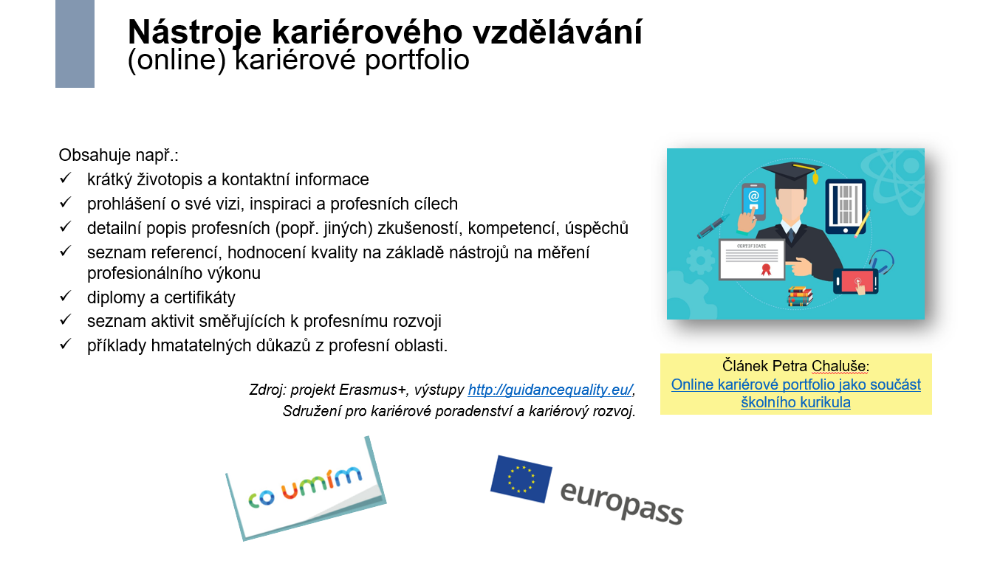 Nástroje kariérového vzdělávání
(online) kariérové portfolio
Obsahuje např.:
✓ krátký životopis a kontaktní informace
✓ prohlášení o své vizi, inspiraci a profesních cílech
✓ detailní popis profesních (popř. jiných) zkušeností, kompetencí, úspěchů
✓ seznam referencí, hodnocení kvality na základě nástrojů na měření
profesionálního výkonu
✓ diplomy a certifikáty
✓ seznam aktivit směřujících k profesnímu rozvoji
✓ příklady hmatatelných důkazů z profesní oblasti.
Zdroj: projekt Erasmus+, výstupy http://guidancequality.eu/,
Sdružení pro kariérové poradenství a kariérový rozvoj.
@
CERTIFICATE
Článek Petra Chaluše:
Online kariérové portfolio jako součást
školního kurikula
co umím
europass